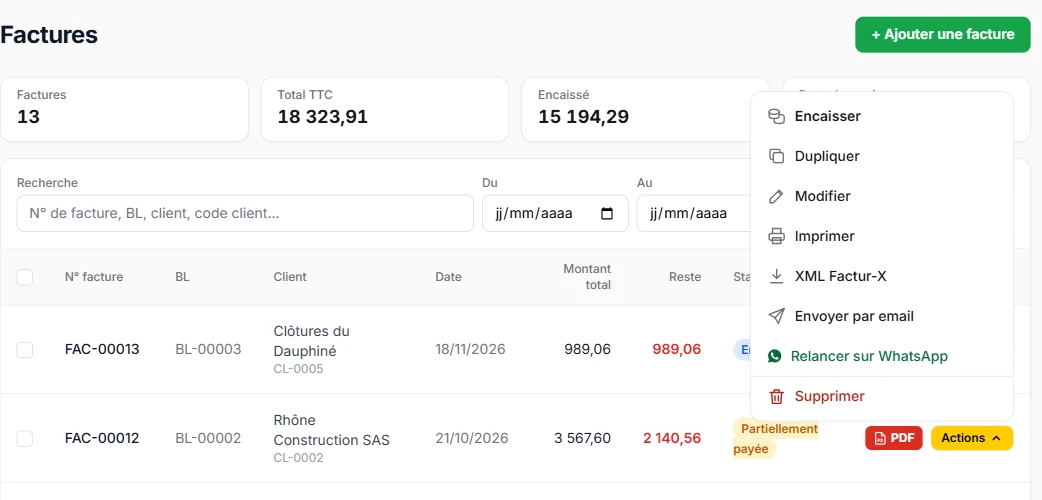 Factures
+ Ajouter une facture
Factures
13
Total TTC
18 323,91
Encaissé
15 194,29
Recherche
N° de facture, BL, client, code client...
Du
jj/mm/aaaa
Au
jj/mm/aaaa
N° facture
BL
Client
Date
Montant
total
Reste
FAC-00013
BL-00003
Clôtures du
Dauphiné
CL-0005
18/11/2026
989,06
989,06
FAC-00012
BL-00002
Rhône
Construction SAS
CL-0002
21/10/2026
3 567,60
2 140,56
Partiellement
payée
PDF
Actions
Encaisser
Dupliquer
Modifier
Imprimer
XML Factur-X
Envoyer par email
Relancer sur WhatsApp
Supprimer